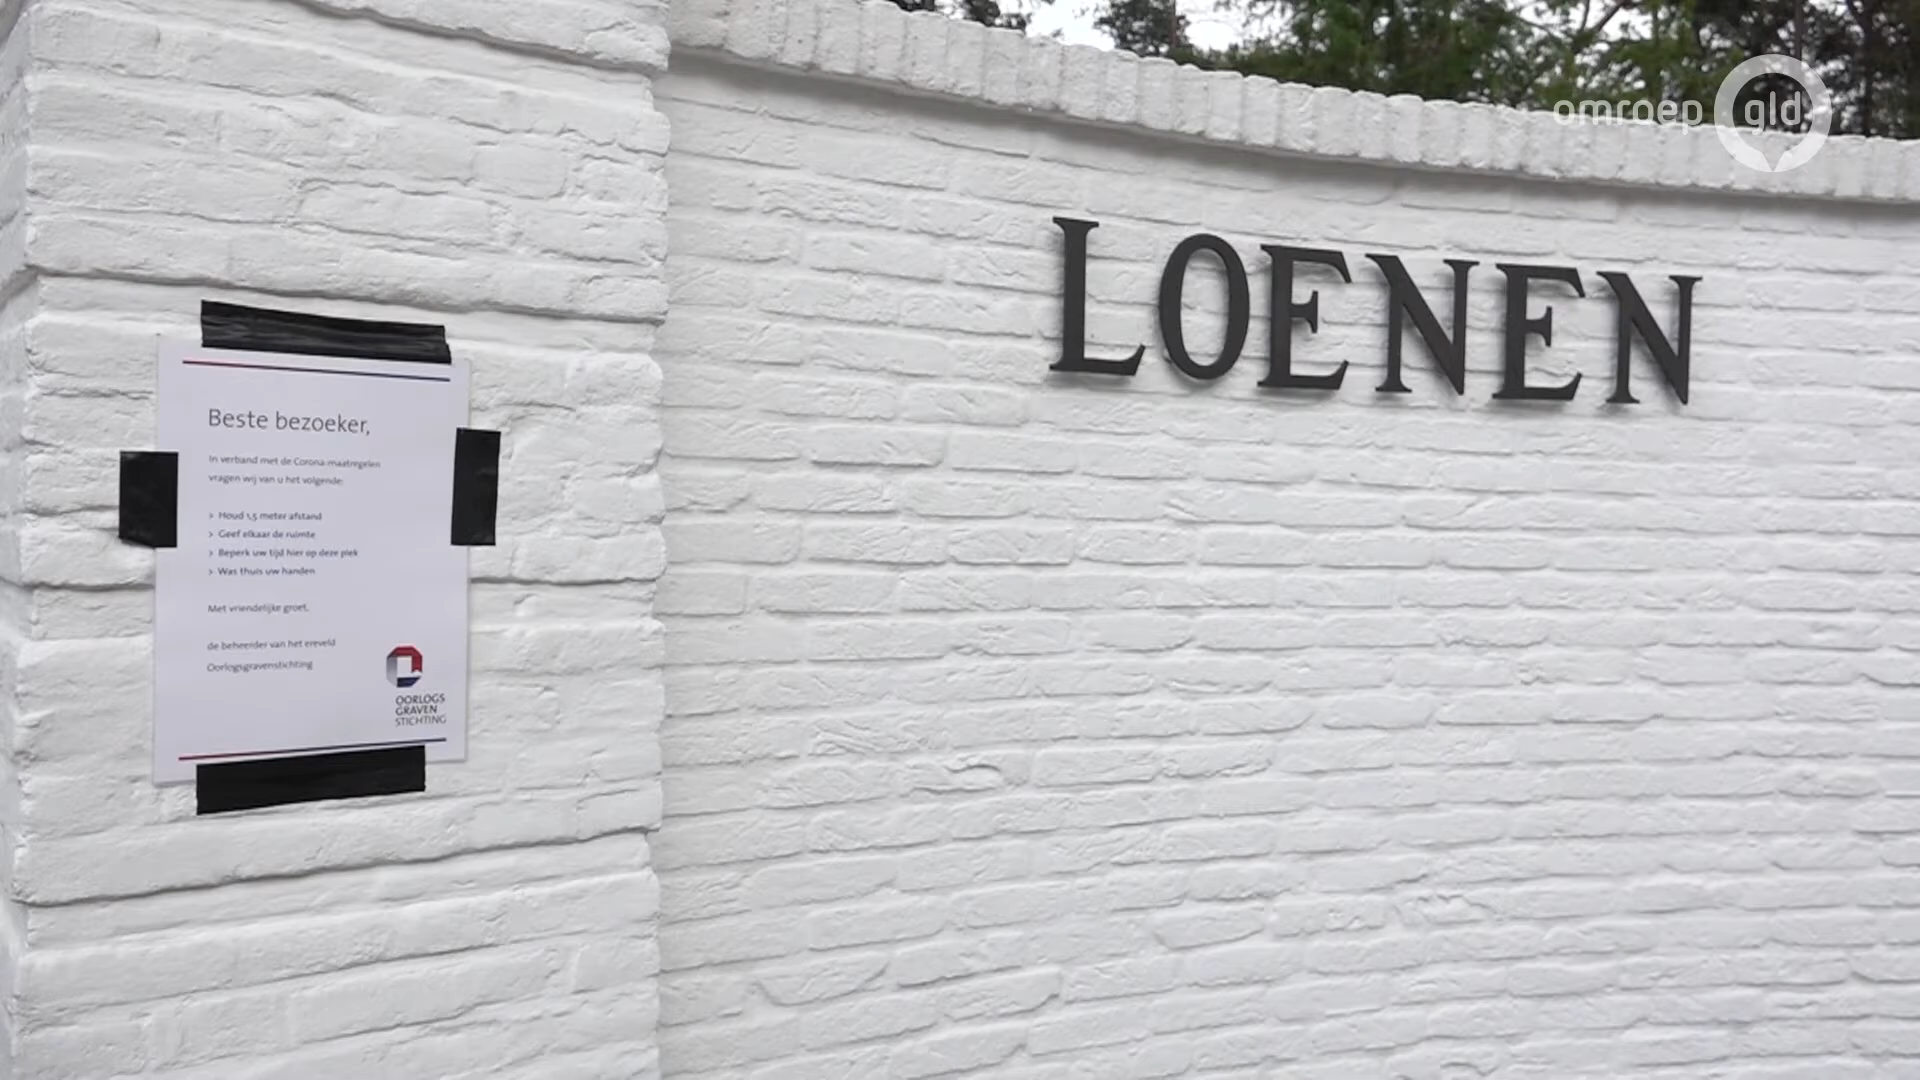 omroep gld
LOENEN
Beste bezoeker,
In verband met de Corona maatregelen
vragen wij van u het volgende:
> Houd 1,5 meter afstand
> Geef elkaar de ruimte
> Beperk uw tijd hier op deze plek
> Was thuis uw handen
Met vriendelijke groet,
de beheerder van het ereveld
Oorlogsgravenstichting
OORLOGS
GRAVEN
STICHTING